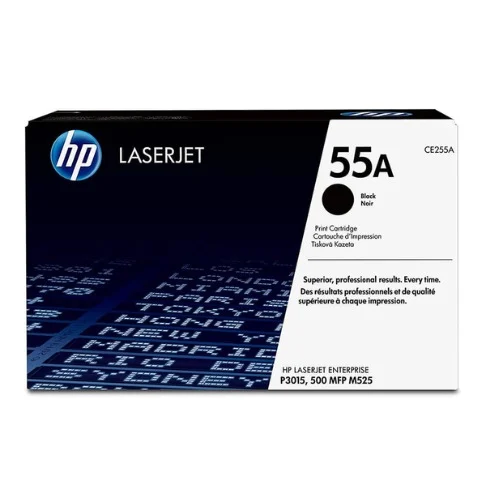 hp
LASERJET
55A
CE255A
Black
Noir
Print Cartridge
Cartouche d'Impression
Tisková Kazeta
Superior, professional results. Every time.
Des résultats professionnels et de qualité
supérieure à chaque impression.
HP LASERJET ENTERPRISE
P3015, 500 MFP M525